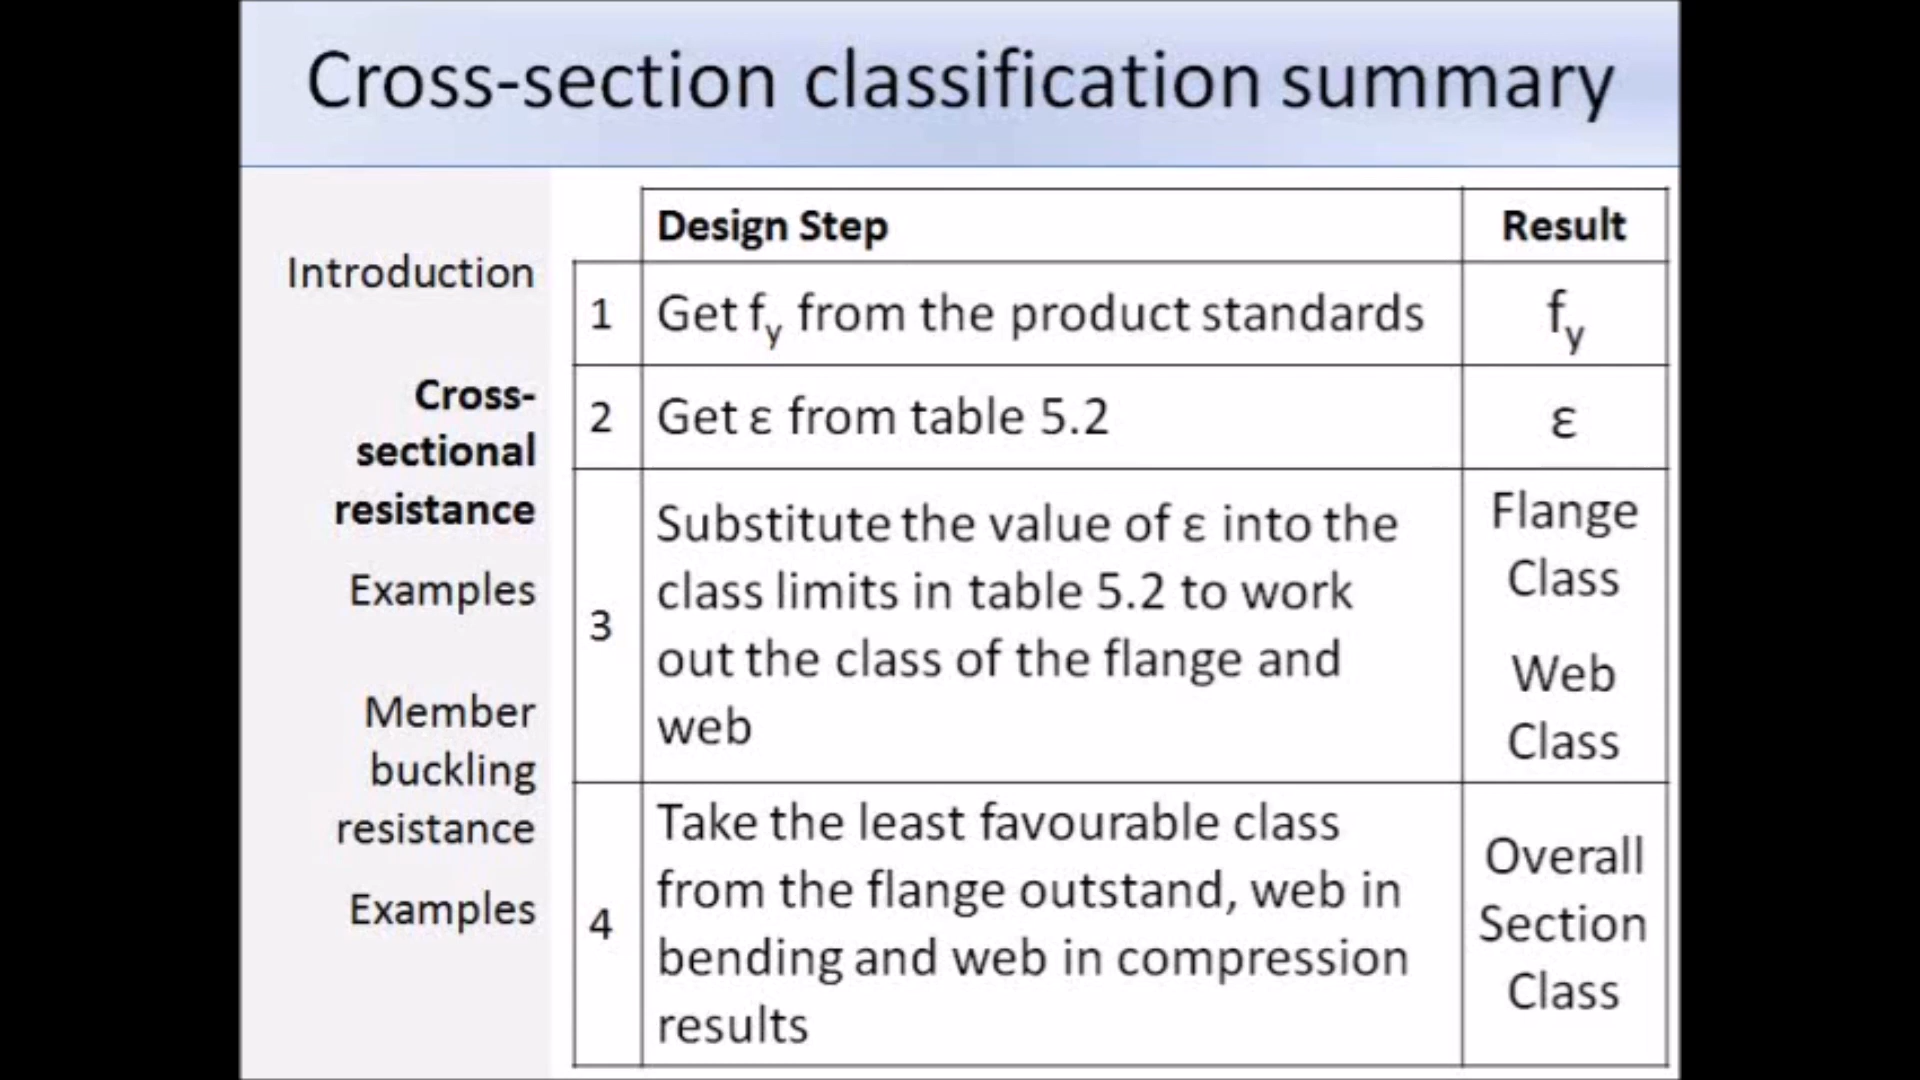 Cross-section classification summary
Introduction
Cross-
sectional
resistance
Examples
Member
buckling
resistance
Examples
Design Step
Result
1
Get fy from the product standards
fy
2
Get ε from table 5.2
ε
3
Substitute the value of ε into the
class limits in table 5.2 to work
out the class of the flange and
web
Flange
Class
Web
Class
4
Take the least favourable class
from the flange outstand, web in
bending and web in compression
results
Overall
Section
Class